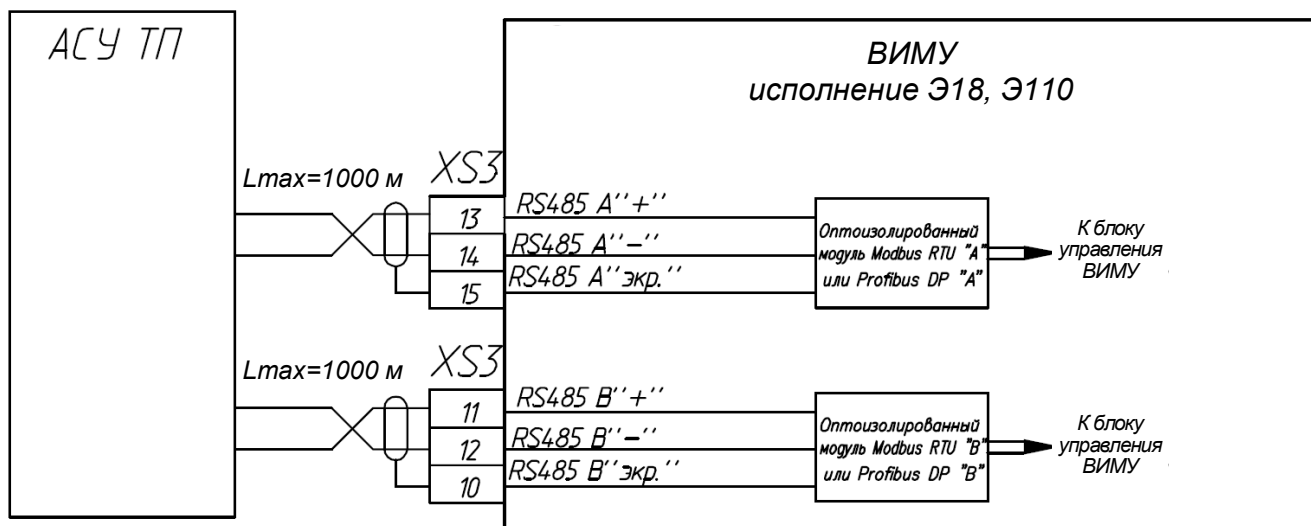 АСУ ТП
ВИМУ
исполнение Э18, Э110
Lmax=1000 м
XS3
13
RS485 A''+''
14
RS485 A''–''
15
RS485 A''экр.''
Оптоизолированный
модуль Modbus RTU "A"
или Profibus DP "A"
К блоку
управления
ВИМУ
Lmax=1000 м
XS3
11
RS485 B''+''
12
RS485 B''–''
10
RS485 B''экр.''
Оптоизолированный
модуль Modbus RTU "B"
или Profibus DP "B"
К блоку
управления
ВИМУ